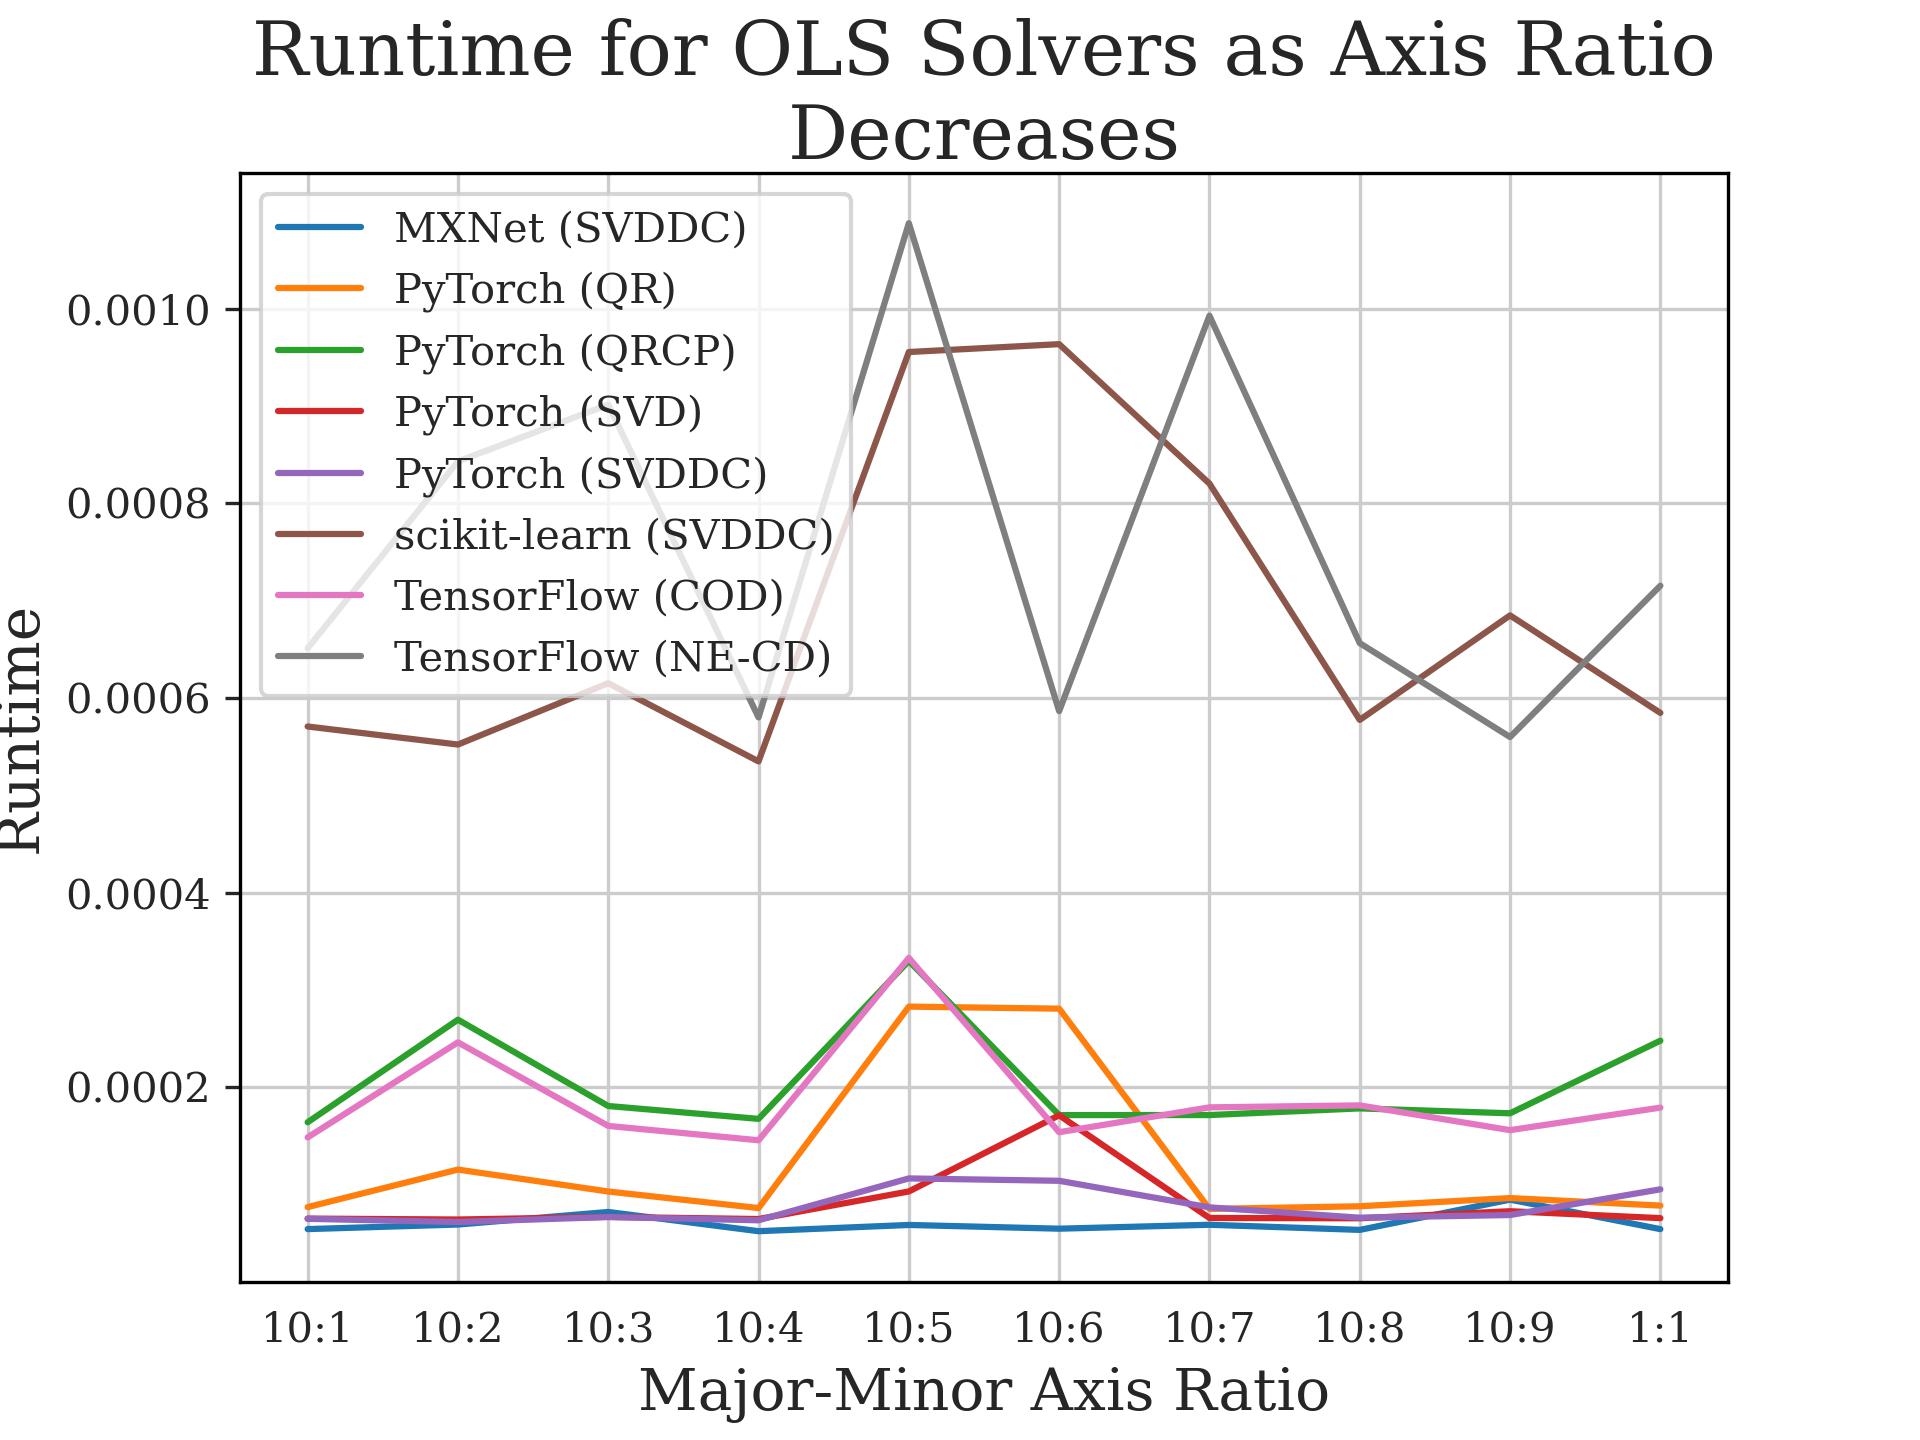 Runtime for OLS Solvers as Axis Ratio
Decreases
MXNet (SVDDC)
PyTorch (QR)
PyTorch (QRCP)
PyTorch (SVD)
PyTorch (SVDDC)
scikit-learn (SVDDC)
TensorFlow (COD)
TensorFlow (NE-CD)
0.0010
0.0008
0.0006
0.0004
0.0002
Runtime
10:1 10:2 10:3 10:4 10:5 10:6 10:7 10:8 10:9 1:1
Major-Minor Axis Ratio